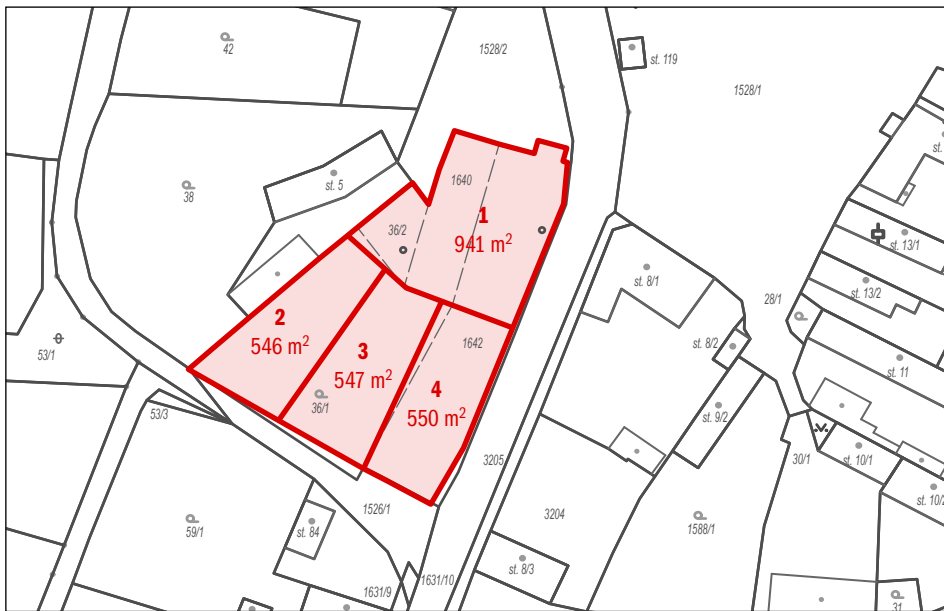 42
1528/2
st. 119
1528/1
1640
st. 5
38
1
941 m²
36/2
st. 13/1
st. 8/1
st. 13/2
28/1
2
546 m²
3
547 m²
1642
st. 8/2
53/1
st. 11
4
550 m²
36/1
53/3
st. 9/2
3205
30/1
st. 10/1
st. 10/2
1526/1
3204
1588/1
59/1
st. 84
st. 8/3
1631/9
1631/10
31